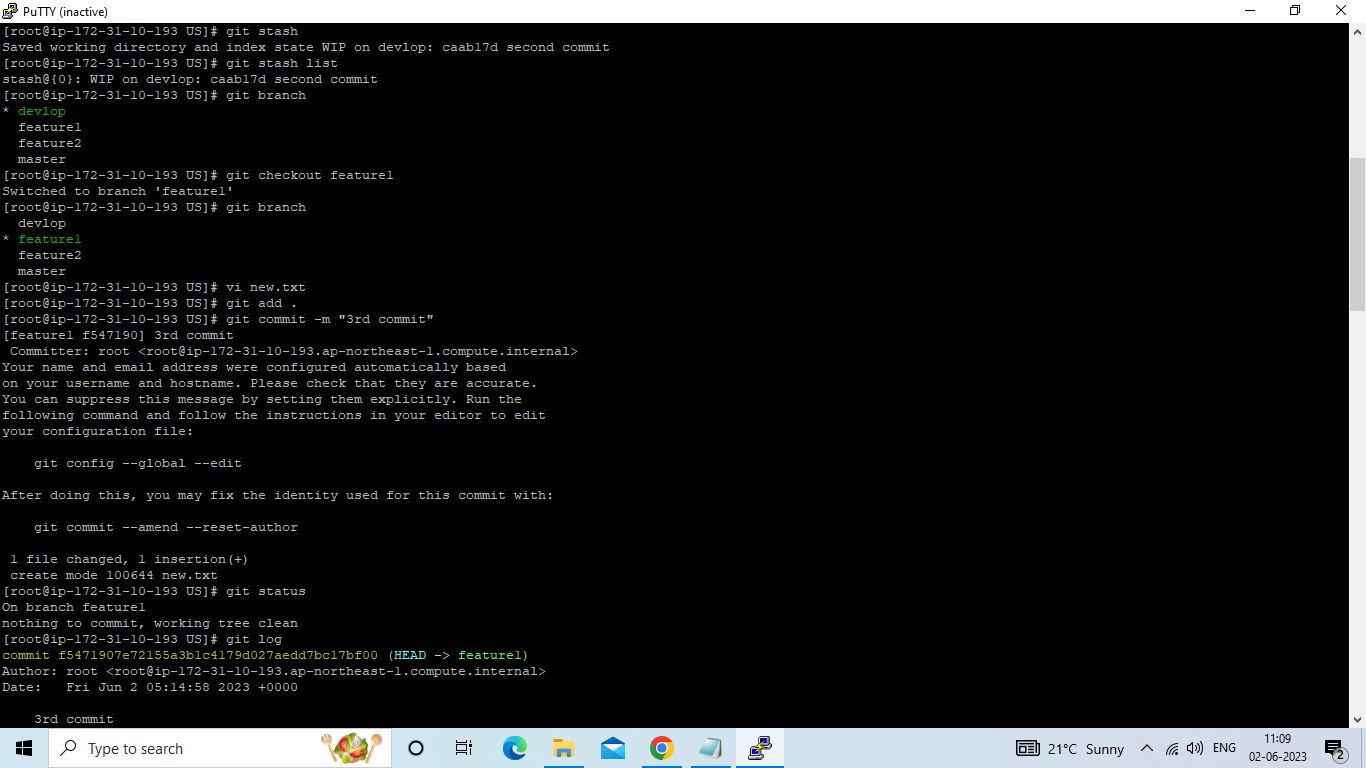 PuTTY (inactive)
[root@ip-172-31-10-193 US]# git stash
Saved working directory and index state WIP on devlop: caab17d second commit
[root@ip-172-31-10-193 US]# git stash list
stash@{0}: WIP on devlop: caab17d second commit
[root@ip-172-31-10-193 US]# git branch
* devlop
  feature1
  feature2
  master
[root@ip-172-31-10-193 US]# git checkout feature1
Switched to branch 'feature1'
[root@ip-172-31-10-193 US]# git branch
  devlop
* feature1
  feature2
  master
[root@ip-172-31-10-193 US]# vi new.txt
[root@ip-172-31-10-193 US]# git add .
[root@ip-172-31-10-193 US]# git commit -m "3rd commit"
[feature1 f547190] 3rd commit
 Committer: root <root@ip-172-31-10-193.ap-northeast-1.compute.internal>
Your name and email address were configured automatically based
on your username and hostname. Please check that they are accurate.
You can suppress this message by setting them explicitly. Run the
following command and follow the instructions in your editor to edit
your configuration file:
    git config --global --edit
After doing this, you may fix the identity used for this commit with:
    git commit --amend --reset-author
 1 file changed, 1 insertion(+)
 create mode 100644 new.txt
[root@ip-172-31-10-193 US]# git status
On branch feature1
nothing to commit, working tree clean
[root@ip-172-31-10-193 US]# git log
commit f5471907e72155a3b1c4179d027aedd7bc17bf00 (HEAD -> feature1)
Author: root <root@ip-172-31-10-193.ap-northeast-1.compute.internal>
Date:   Fri Jun 2 05:14:58 2023 +0000
    3rd commit
Type to search
21°C Sunny
ENG
11:09
02-06-2023
2